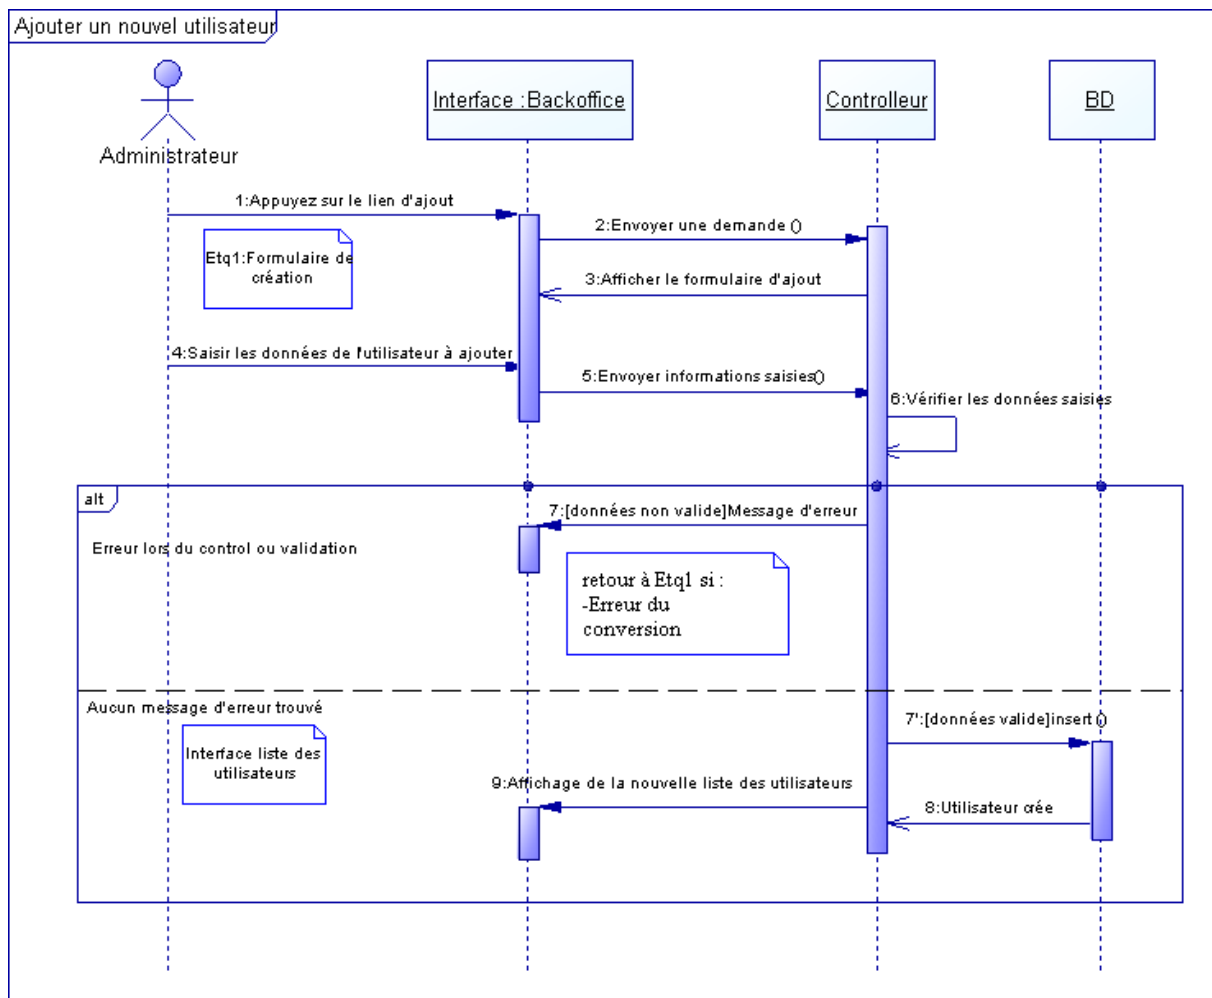 Ajouter un nouvel utilisateur
Administrateur
Interface :Backoffice
Controlleur
BD
1:Appuyez sur le lien d'ajout
2:Envoyer une demande ()
Etq1:Formulaire de
création
3:Afficher le formulaire d'ajout
4:Saisir les données de l'utilisateur à ajouter
5:Envoyer informations saisies()
6:Vérifier les données saisies
alt
7:[données non valide]Message d'erreur
Erreur lors du control ou validation
retour à Etq1 si :
-Erreur du
conversion
Aucun message d'erreur trouvé
7':[données valide]insert ()
Interface liste des
utilisateurs
9:Affichage de la nouvelle liste des utilisateurs
8:Utilisateur crée